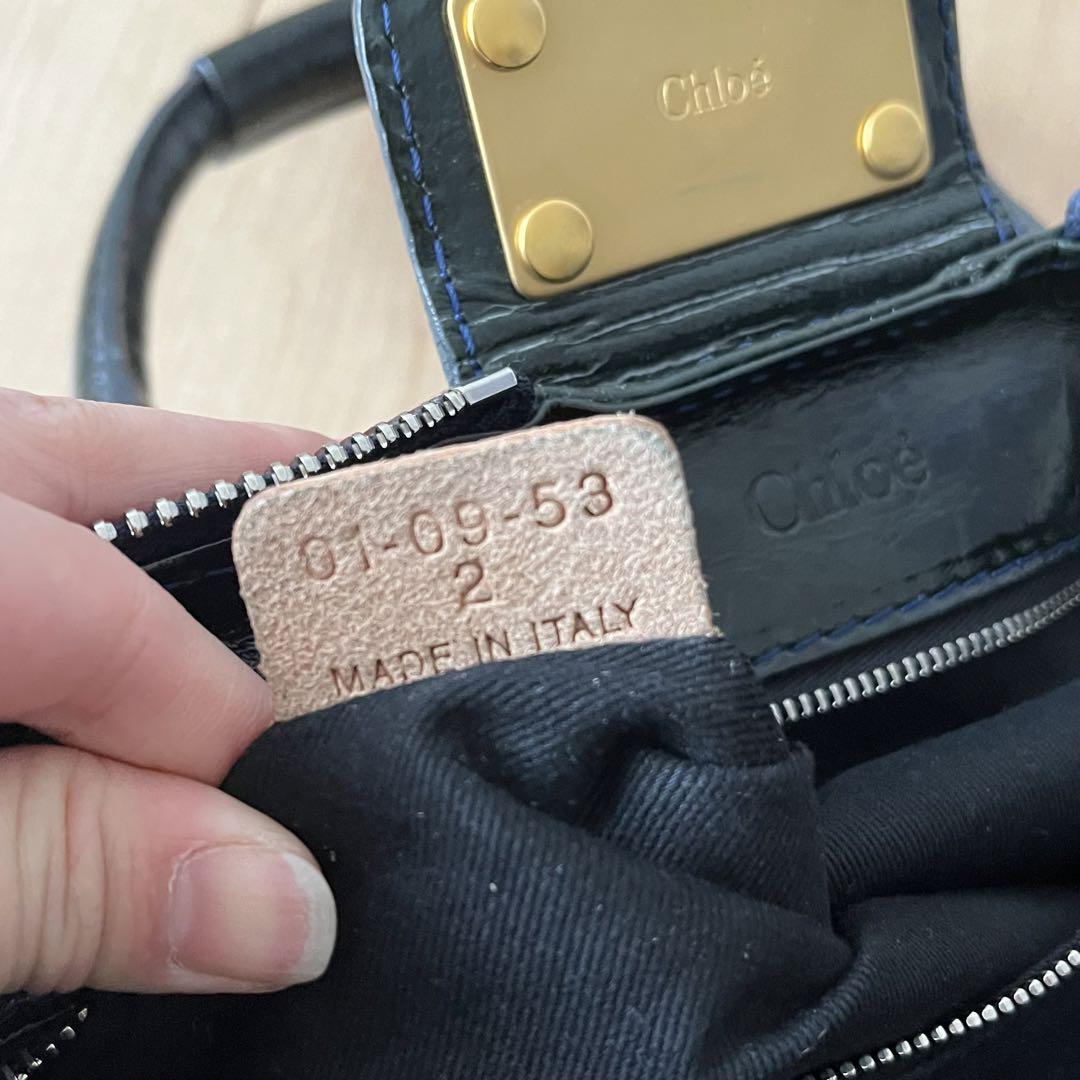 Chloé
Chloé
01-09-53
2
MADE IN ITALY